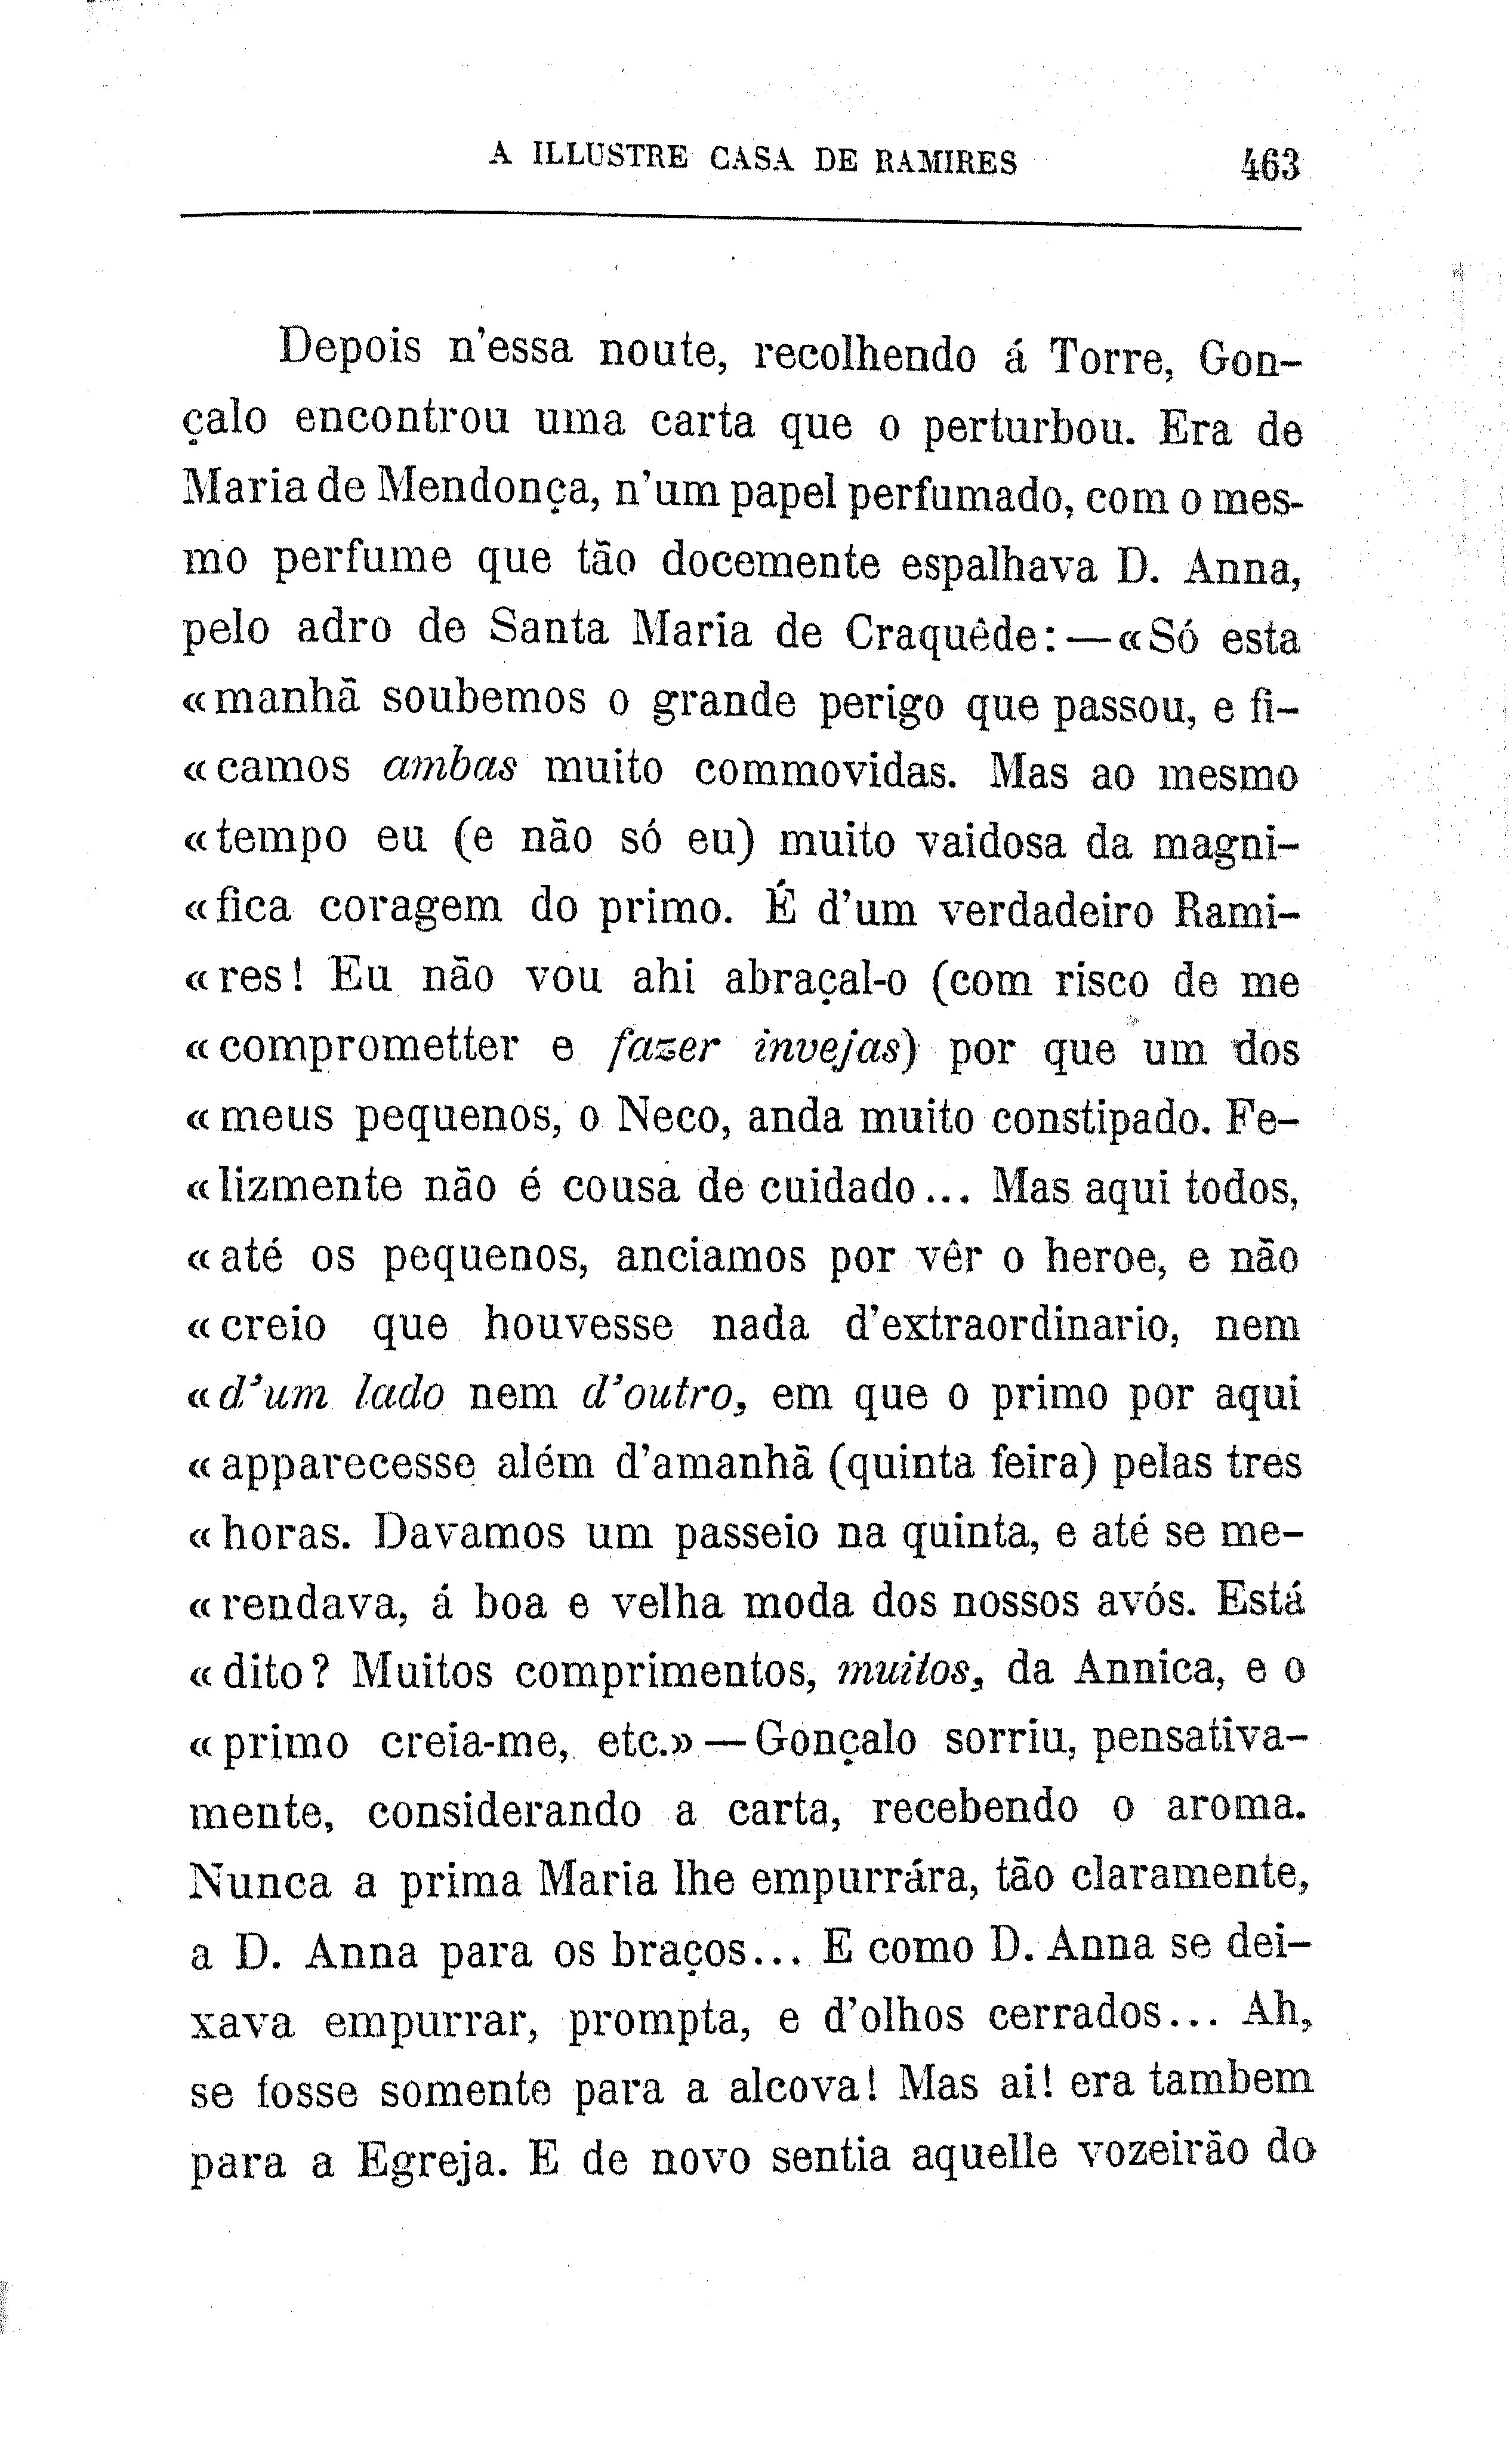 A ILLUSTRE CASA DE RAMIRES 463
Depois n'essa noute, recolhendo á Torre, Gon-
çalo encontrou uma carta que o perturbou. Era de
Maria de Mendonça, n'um papel perfumado, com o mes-
mo perfume que tão docemente espalhava D. Anna,
pelo adro de Santa Maria de Craquêde:—«Só esta
«manhã soubemos o grande perigo que passou, e fi-
«camos ambas muito commovidas. Mas ao mesmo
«tempo eu (e não só eu) muito vaidosa da magni-
«fica coragem do primo. É d'um verdadeiro Rami-
«res! Eu não vou ahi abraçal-o (com risco de me
«comprometter e fazer invejas) por que um dos
«meus pequenos, o Neco, anda muito constipado. Fe-
«lizmente não é cousa de cuidado... Mas aqui todos,
«até os pequenos, anciamos por vêr o heroe, e não
«creio que houvesse nada d'extraordinario, nem
«d'um lado nem d'outro, em que o primo por aqui
«apparecesse além d'amanhã (quinta feira) pelas tres
«horas. Davamos um passeio na quinta, e até se me-
«rendava, á boa e velha moda dos nossos avós. Está
«dito? Muitos comprimentos, muitos, da Annica, e o
«primo creia-me, etc.»—Gonçalo sorriu, pensativa-
mente, considerando a carta, recebendo o aroma.
Nunca a prima Maria lhe empurrára, tão claramente,
a D. Anna para os braços... E como D. Anna se dei-
xava empurrar, prompta, e d'olhos cerrados... Ah,
se fosse somente para a alcova! Mas ai! era tambem
para a Egreja. E de novo sentia aquelle vozeirão do